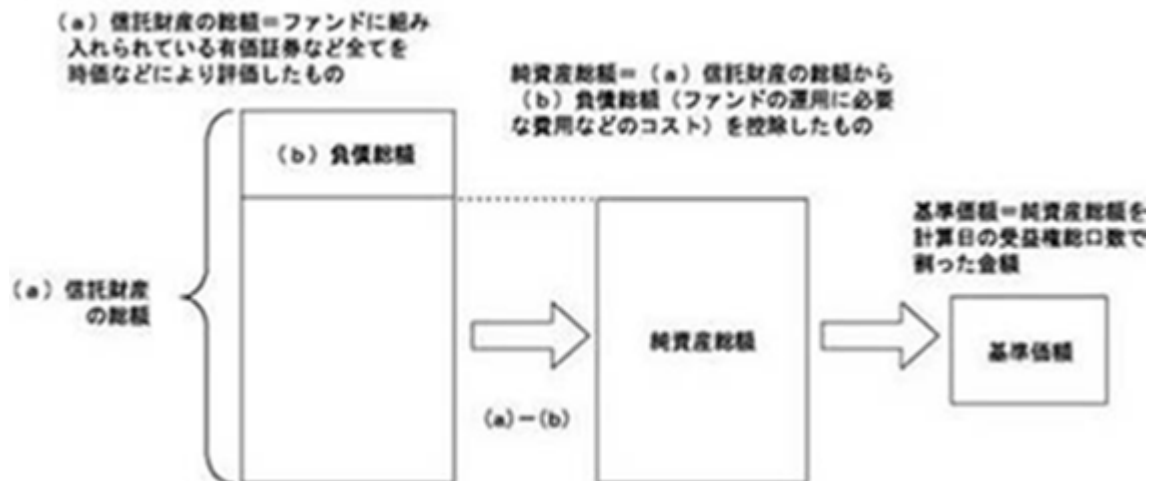 (a)信託財産の総額=ファンドに組み
入れられている有価証券など全てを
時価などにより評価したもの
純資産総額=(a)信託財産の総額から
(b)負債総額(ファンドの運用に必要
な費用などのコスト)を控除したもの
(b)負債総額
基準価額=純資産総額を
計算日の受益権総口数で
割った金額
(a)信託財産
の総額
純資産総額
基準価額
(a)-(b)